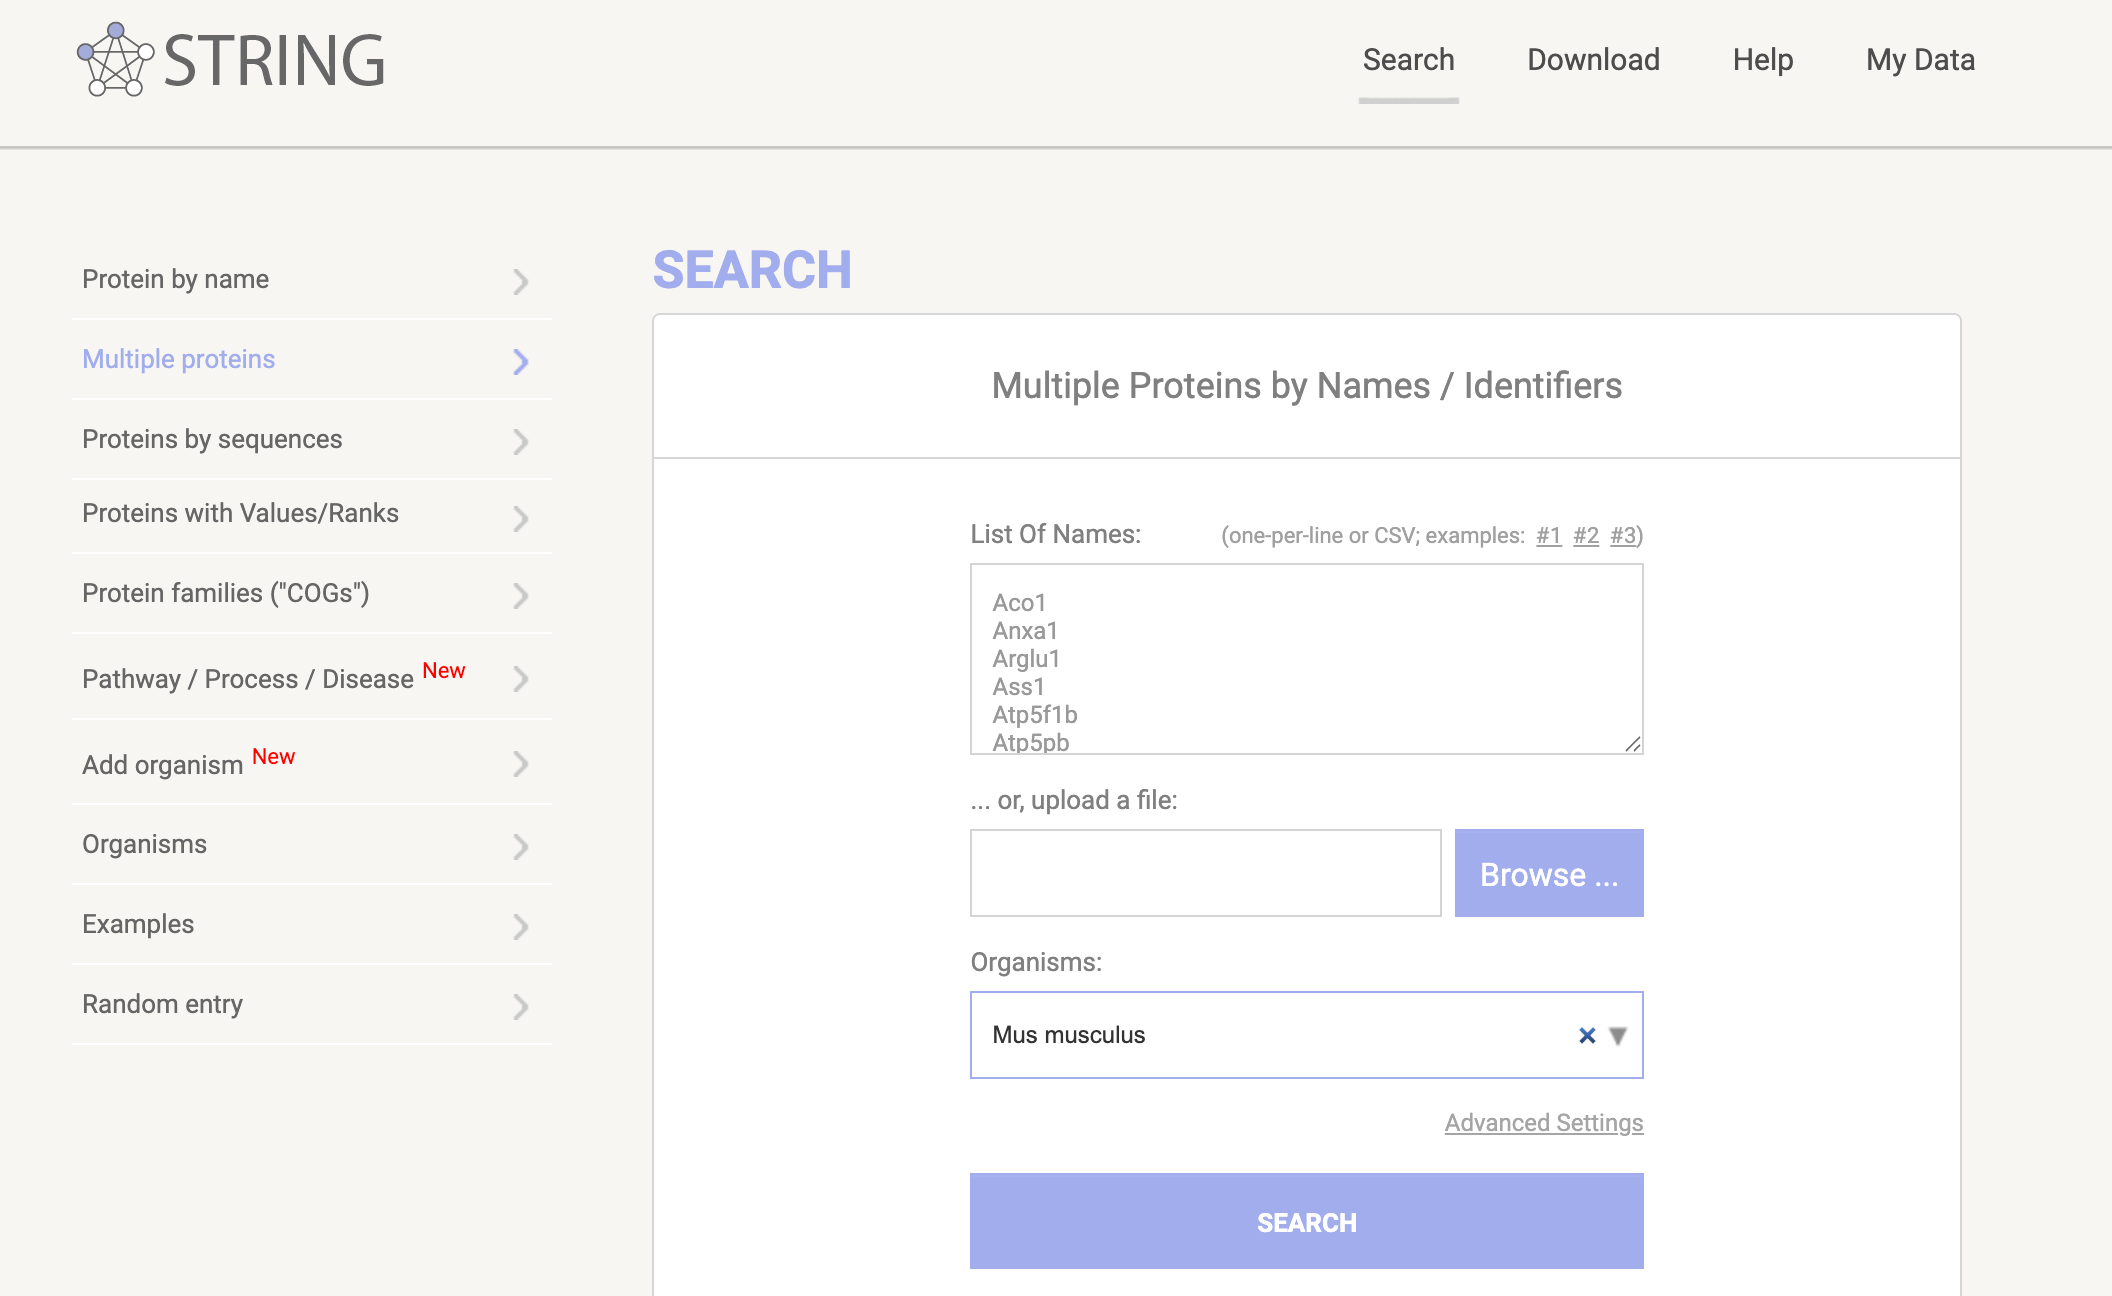 STRING
Search Download Help My Data
Protein by name
Multiple proteins
Proteins by sequences
Proteins with Values/Ranks
Protein families ("COGs")
Pathway / Process / Disease New
Add organism New
Organisms
Examples
Random entry
SEARCH
Multiple Proteins by Names / Identifiers
List Of Names: (one-per-line or CSV; examples: #1 #2 #3)
Aco1
Anxa1
Arglu1
Ass1
Atp5f1b
Atp5pb
... or, upload a file:
Browse ...
Organisms:
Mus musculus
Advanced Settings
SEARCH